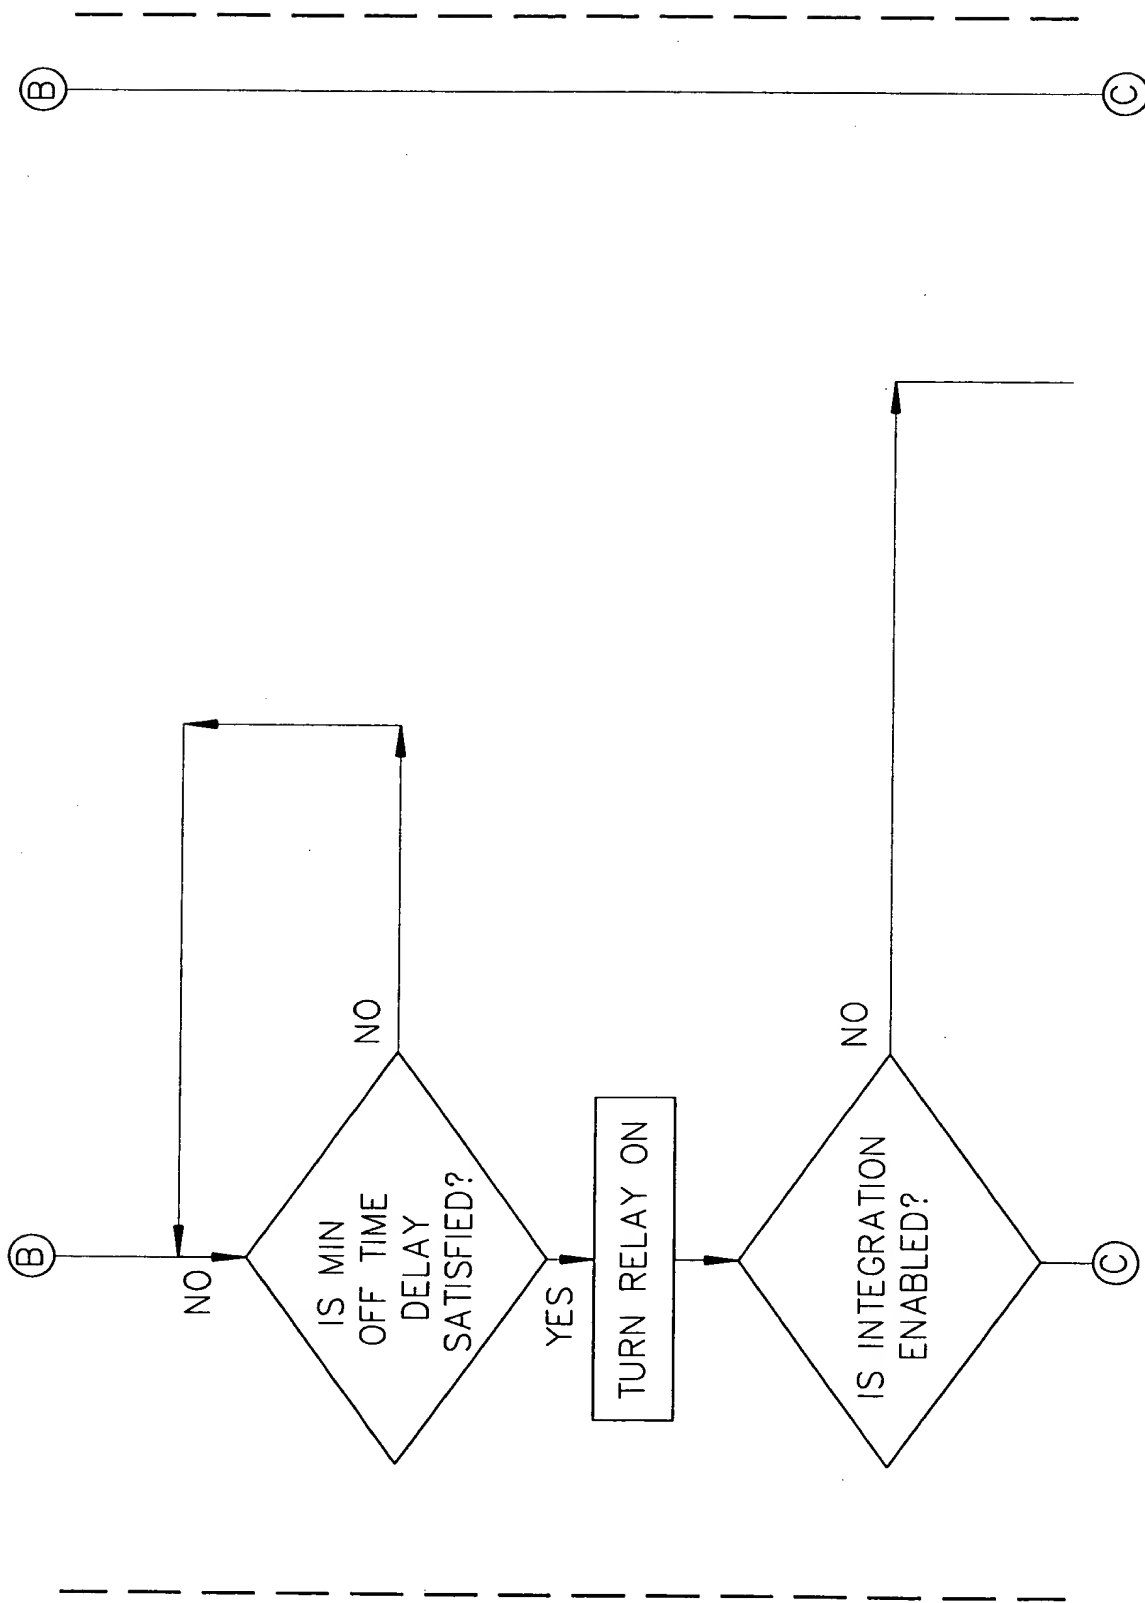 B
B
NO
IS MIN
OFF TIME
DELAY
SATISFIED?
NO
YES
TURN RELAY ON
IS INTEGRATION
ENABLED?
NO
C
C